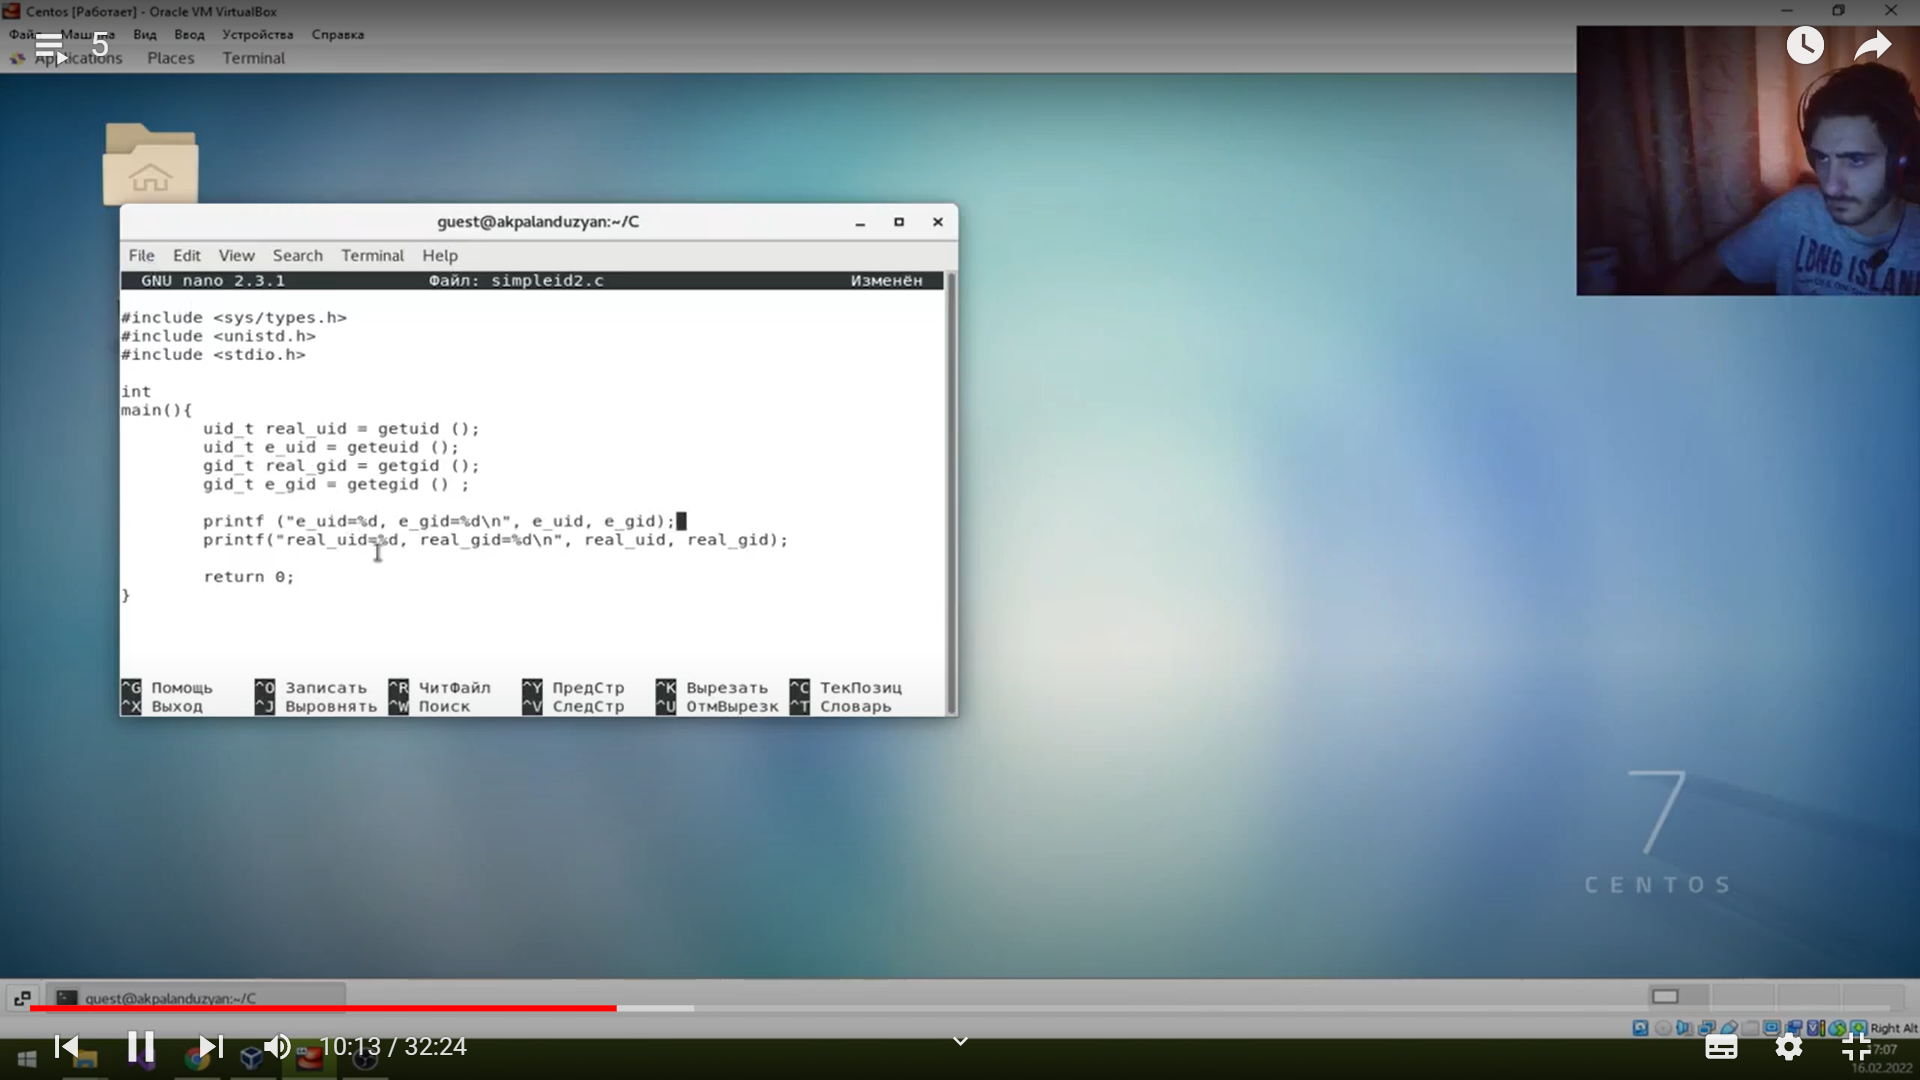 Centos [Работает] - Oracle VM VirtualBox
Файл Машина Вид Ввод Устройства Справка
5
Applications Places Terminal
LONG ISLAND
guest@akpalanduzyan:~/C
File Edit View Search Terminal Help
GNU nano 2.3.1 Файл: simpleid2.c Изменён
#include <sys/types.h>
#include <unistd.h>
#include <stdio.h>
int
main(){
uid_t real_uid = getuid ();
uid_t e_uid = geteuid ();
gid_t real_gid = getgid ();
gid_t e_gid = getegid () ;
printf ("e_uid=%d, e_gid=%d\n", e_uid, e_gid);
printf("real_uid=%d, real_gid=%d\n", real_uid, real_gid);
return 0;
}
^G Помощь ^O Записать ^R ЧитФайл ^Y ПредСтр ^K Вырезать ^C ТекПозиц
^X Выход ^J Выровнять ^W Поиск ^V СледСтр ^U ОтмВырезк ^T Словарь
7
CENTOS
guest@akpalanduzyan:~/C
Right Alt
10:13 / 32:24
17:07
16.02.2022